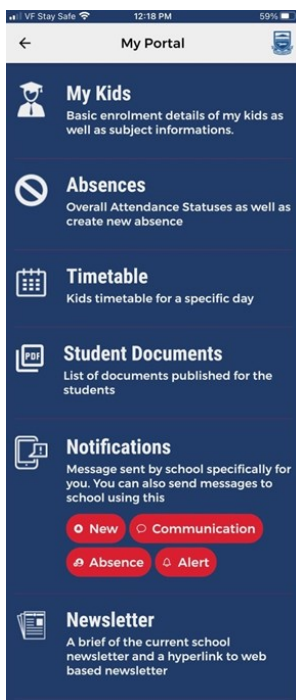 VF Stay Safe 12:18 PM 59%
My Portal
My Kids
Basic enrolment details of my kids as
well as subject informations.
Absences
Overall Attendance Statuses as well as
create new absence
Timetable
Kids timetable for a specific day
PDF
Student Documents
List of documents published for the
students
Notifications
Message sent by school specifically for
you. You can also send messages to
school using this
New Communication
Absence Alert
Newsletter
A brief of the current school
newsletter and a hyperlink to web
based newsletter